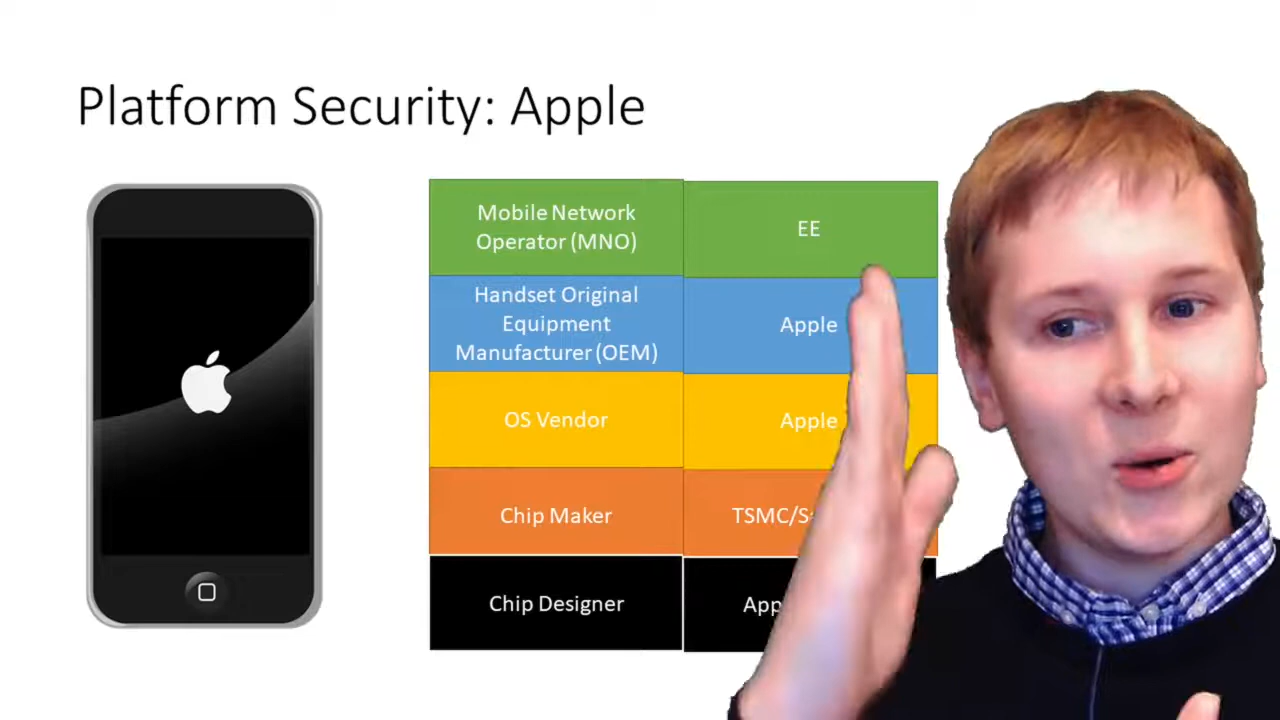 Platform Security: Apple
Mobile Network
Operator (MNO)
EE
Handset Original
Equipment
Manufacturer (OEM)
Apple
OS Vendor
Apple
Chip Maker
Chip Designer